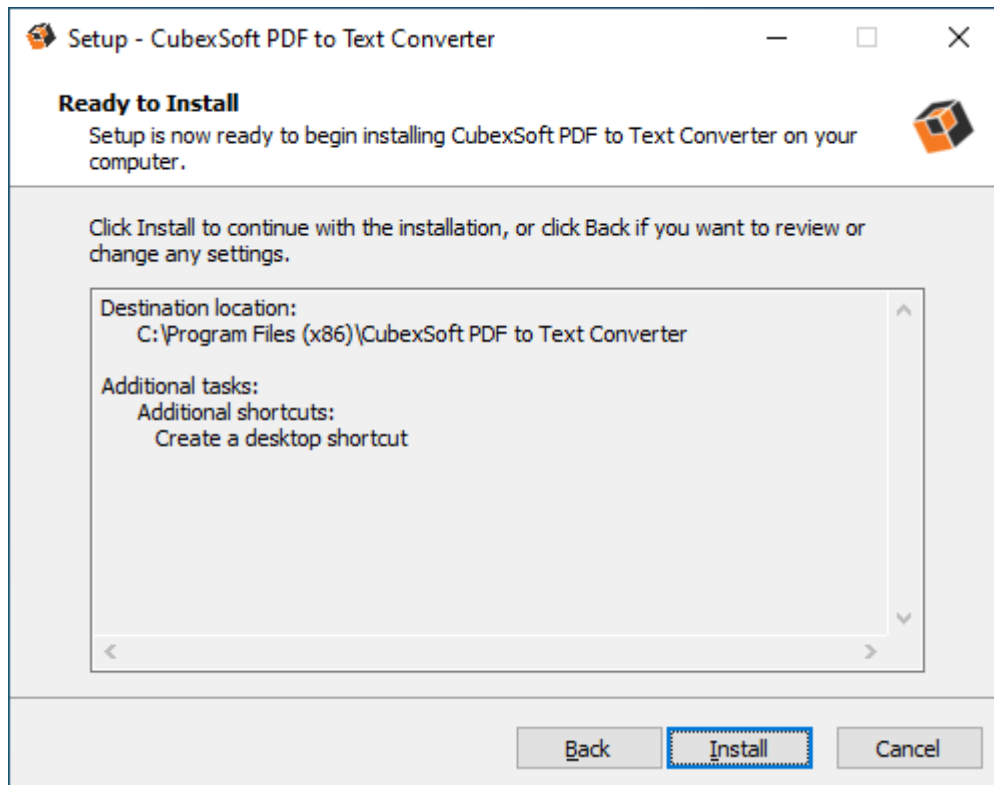 Setup - CubexSoft PDF to Text Converter
Ready to Install
Setup is now ready to begin installing CubexSoft PDF to Text Converter on your
computer.
Click Install to continue with the installation, or click Back if you want to review or
change any settings.
Destination location:
C:\Program Files (x86)\CubexSoft PDF to Text Converter
Additional tasks:
Additional shortcuts:
Create a desktop shortcut
Back
Install
Cancel